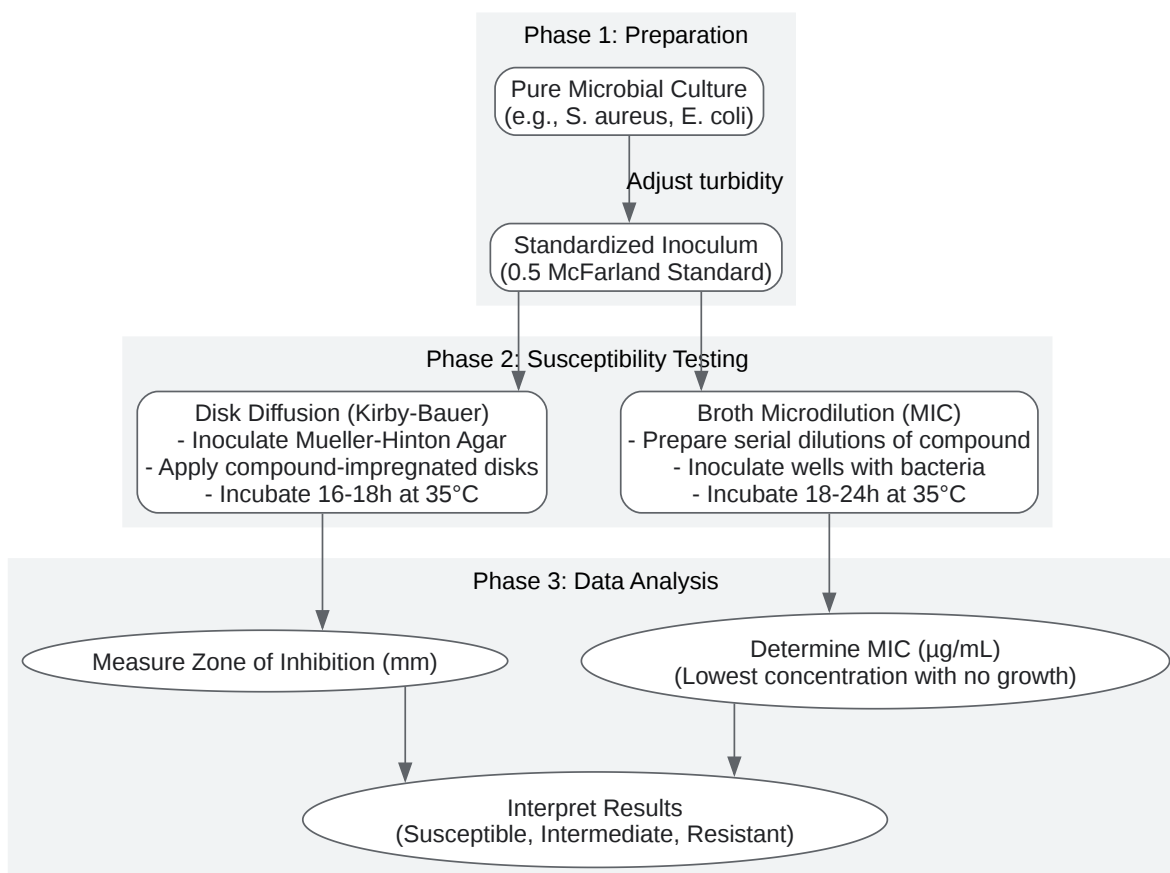 Phase 1: Preparation
Pure Microbial Culture
(e.g., S. aureus, E. coli)
Adjust turbidity
Standardized Inoculum
(0.5 McFarland Standard)
Phase 2: Susceptibility Testing
Disk Diffusion (Kirby-Bauer)
- Inoculate Mueller-Hinton Agar
- Apply compound-impregnated disks
- Incubate 16-18h at 35°C
Broth Microdilution (MIC)
- Prepare serial dilutions of compound
- Inoculate wells with bacteria
- Incubate 18-24h at 35°C
Phase 3: Data Analysis
Measure Zone of Inhibition (mm)
Determine MIC (µg/mL)
(Lowest concentration with no growth)
Interpret Results
(Susceptible, Intermediate, Resistant)